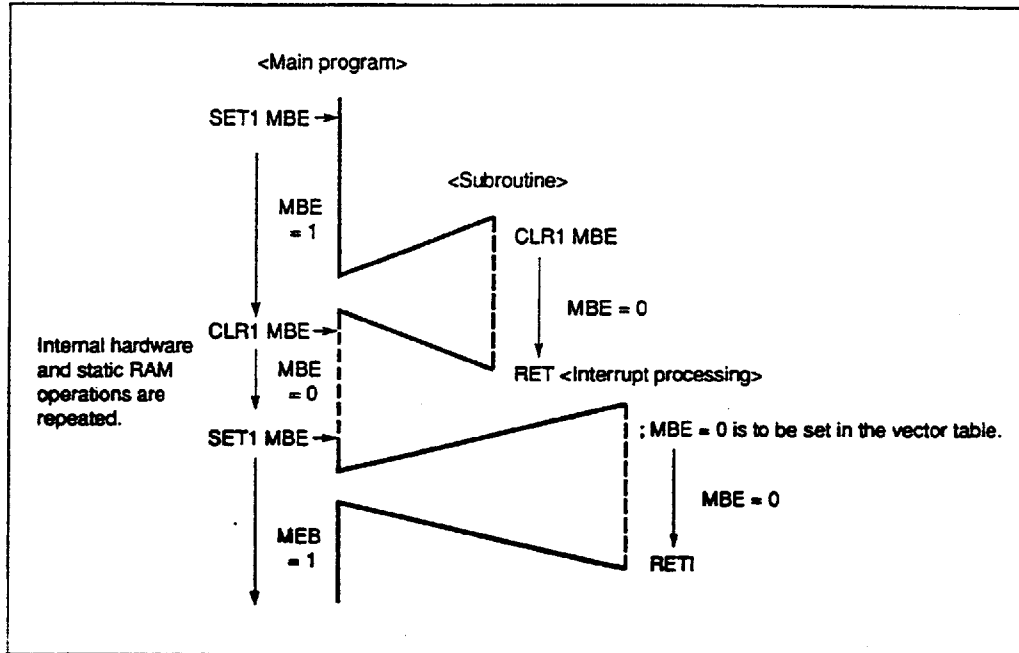 <Main program>
SET1 MBE
<Subroutine>
MBE
= 1
CLR1 MBE
MBE = 0
CLR1 MBE
Internal hardware
and static RAM
operations are
repeated.
MBE
= 0
RET <Interrupt processing>
SET1 MBE
; MBE = 0 is to be set in the vector table.
MBE = 0
MEB
= 1
RETI